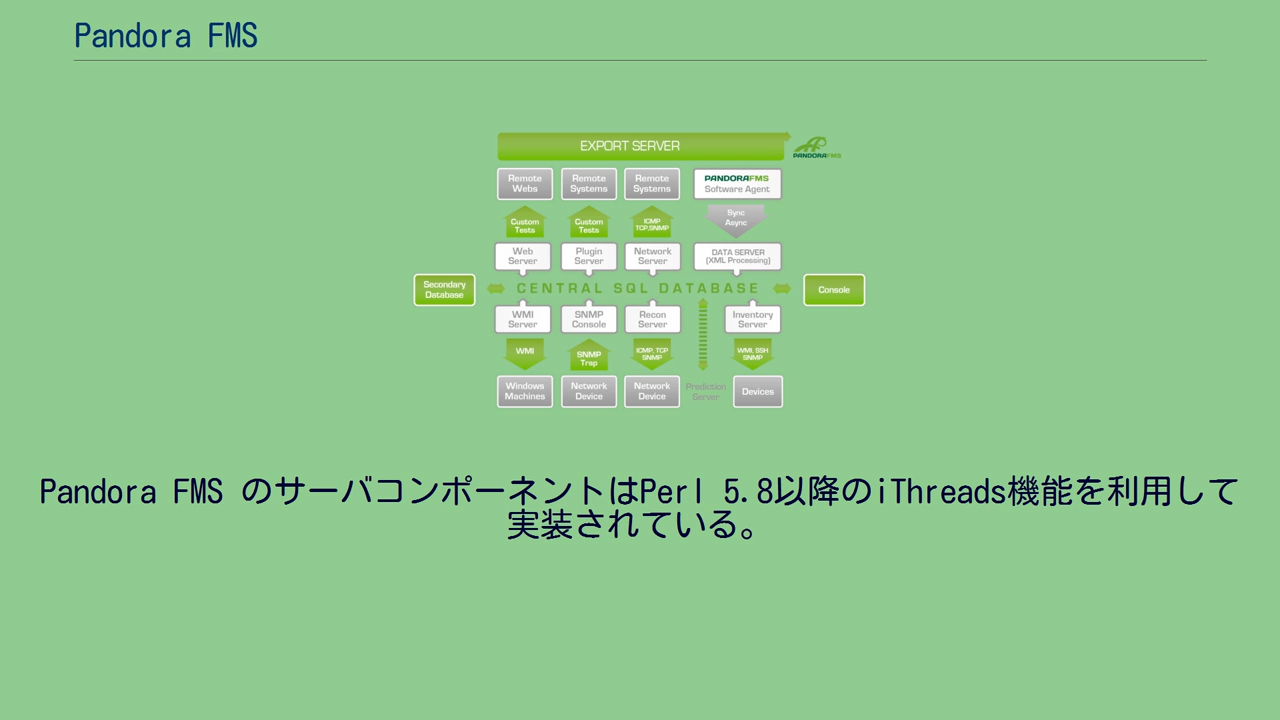 Pandora FMS
EXPORT SERVER
PANDORAFMS
Remote Webs
Remote Systems
Remote Systems
PANDORAFMS Software Agent
Custom Tests
Custom Tests
ICMP TCP,SNMP
Sync Async
Web Server
Plugin Server
Network Server
DATA SERVER (XML Processing)
Secondary Database
CENTRAL SQL DATABASE
Console
WMI Server
SNMP Console
Recon Server
Inventory Server
WMI
SNMP Trap
ICMP, TCP SNMP
WMI, SSH SNMP
Windows Machines
Network Device
Network Device
Prediction Server
Devices
Pandora FMS のサーバコンポーネントはPerl 5.8以降のiThreads機能を利用して
実装されている。